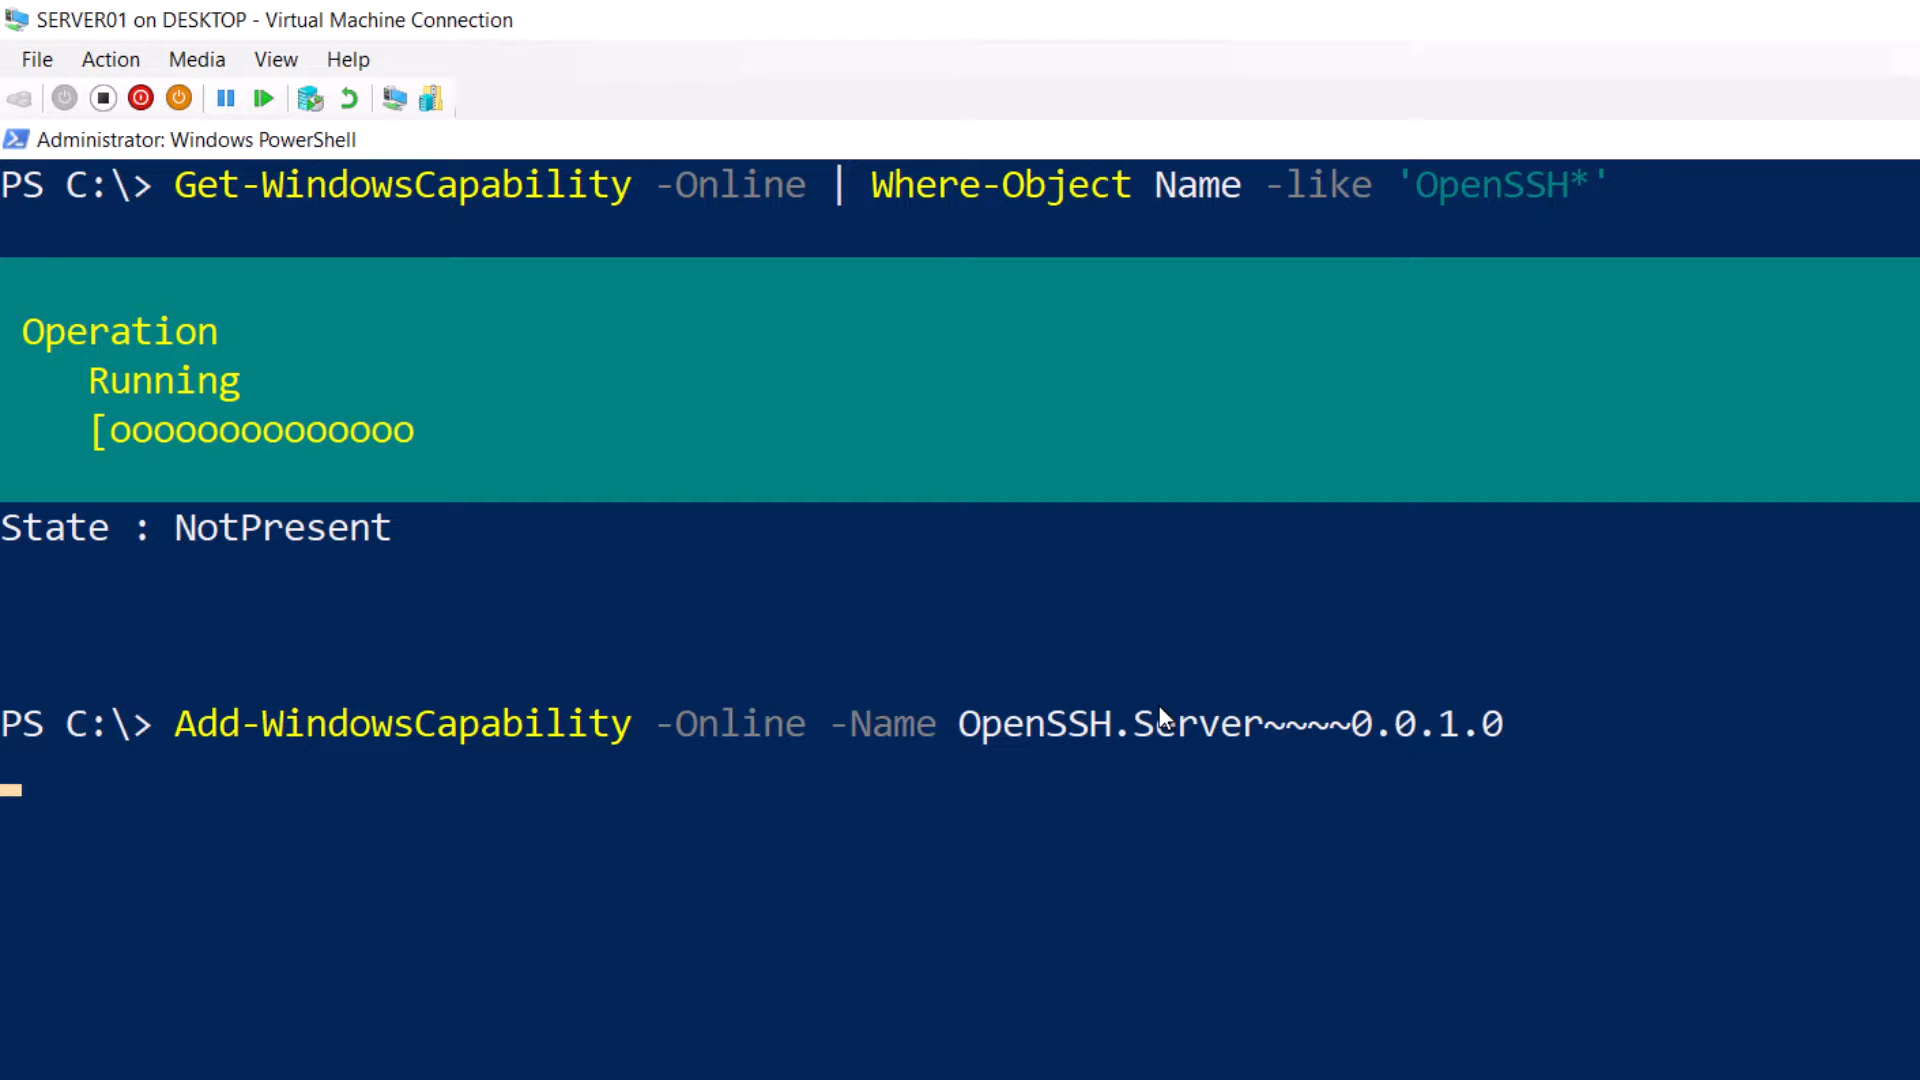 SERVER01 on DESKTOP - Virtual Machine Connection
File Action Media View Help
Administrator: Windows PowerShell
PS C:\> Get-WindowsCapability -Online | Where-Object Name -like 'OpenSSH*'
Operation
Running
[oooooooooooooo
State : NotPresent
PS C:\> Add-WindowsCapability -Online -Name OpenSSH.Server~~~~0.0.1.0